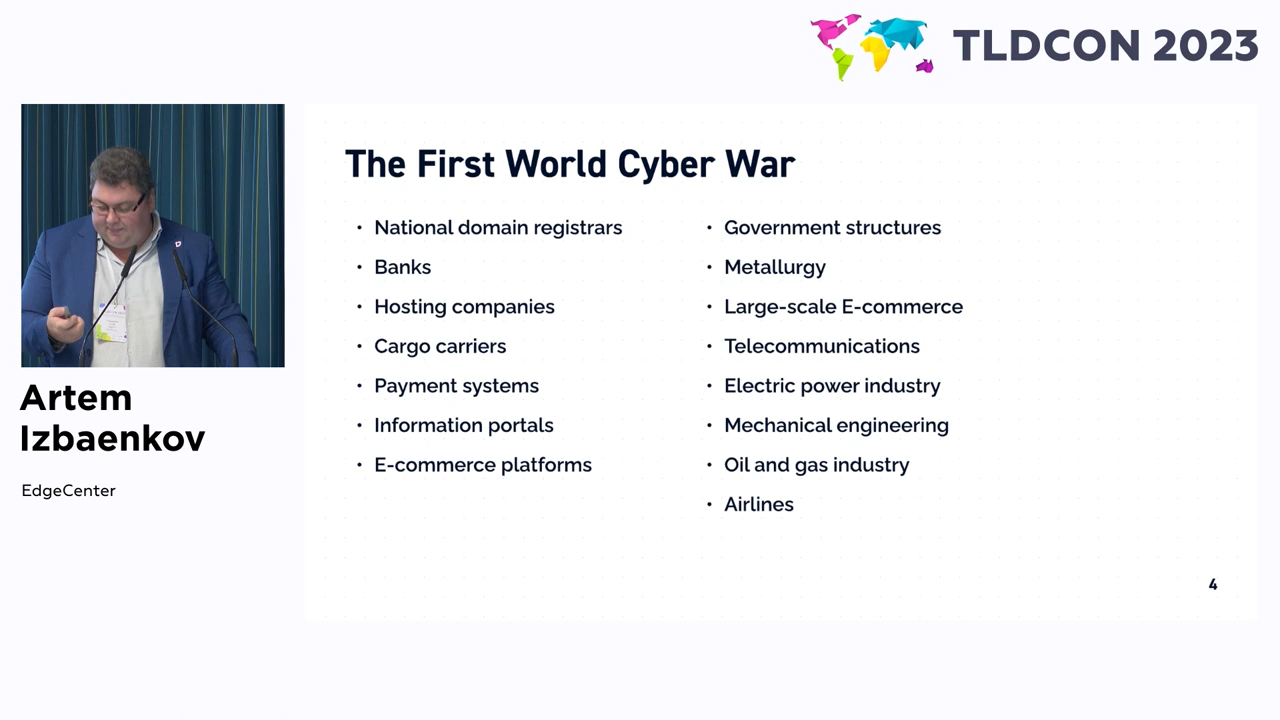 TLDCON 2023
The First World Cyber War
• National domain registrars
• Banks
• Hosting companies
• Cargo carriers
• Payment systems
• Information portals
• E-commerce platforms
• Government structures
• Metallurgy
• Large-scale E-commerce
• Telecommunications
• Electric power industry
• Mechanical engineering
• Oil and gas industry
• Airlines
4
Artem
Izbaenkov
EdgeCenter